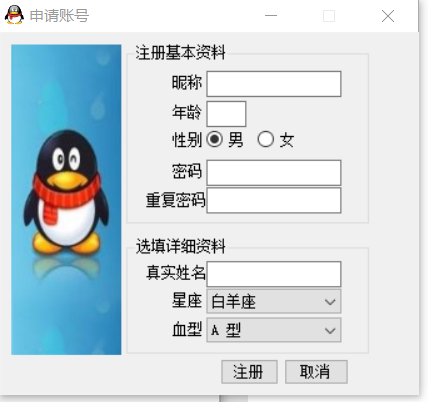 申请账号
注册基本资料
昵称
年龄
性别 男 女
密码
重复密码
选填详细资料
真实姓名
星座 白羊座
血型 A 型
注册 取消